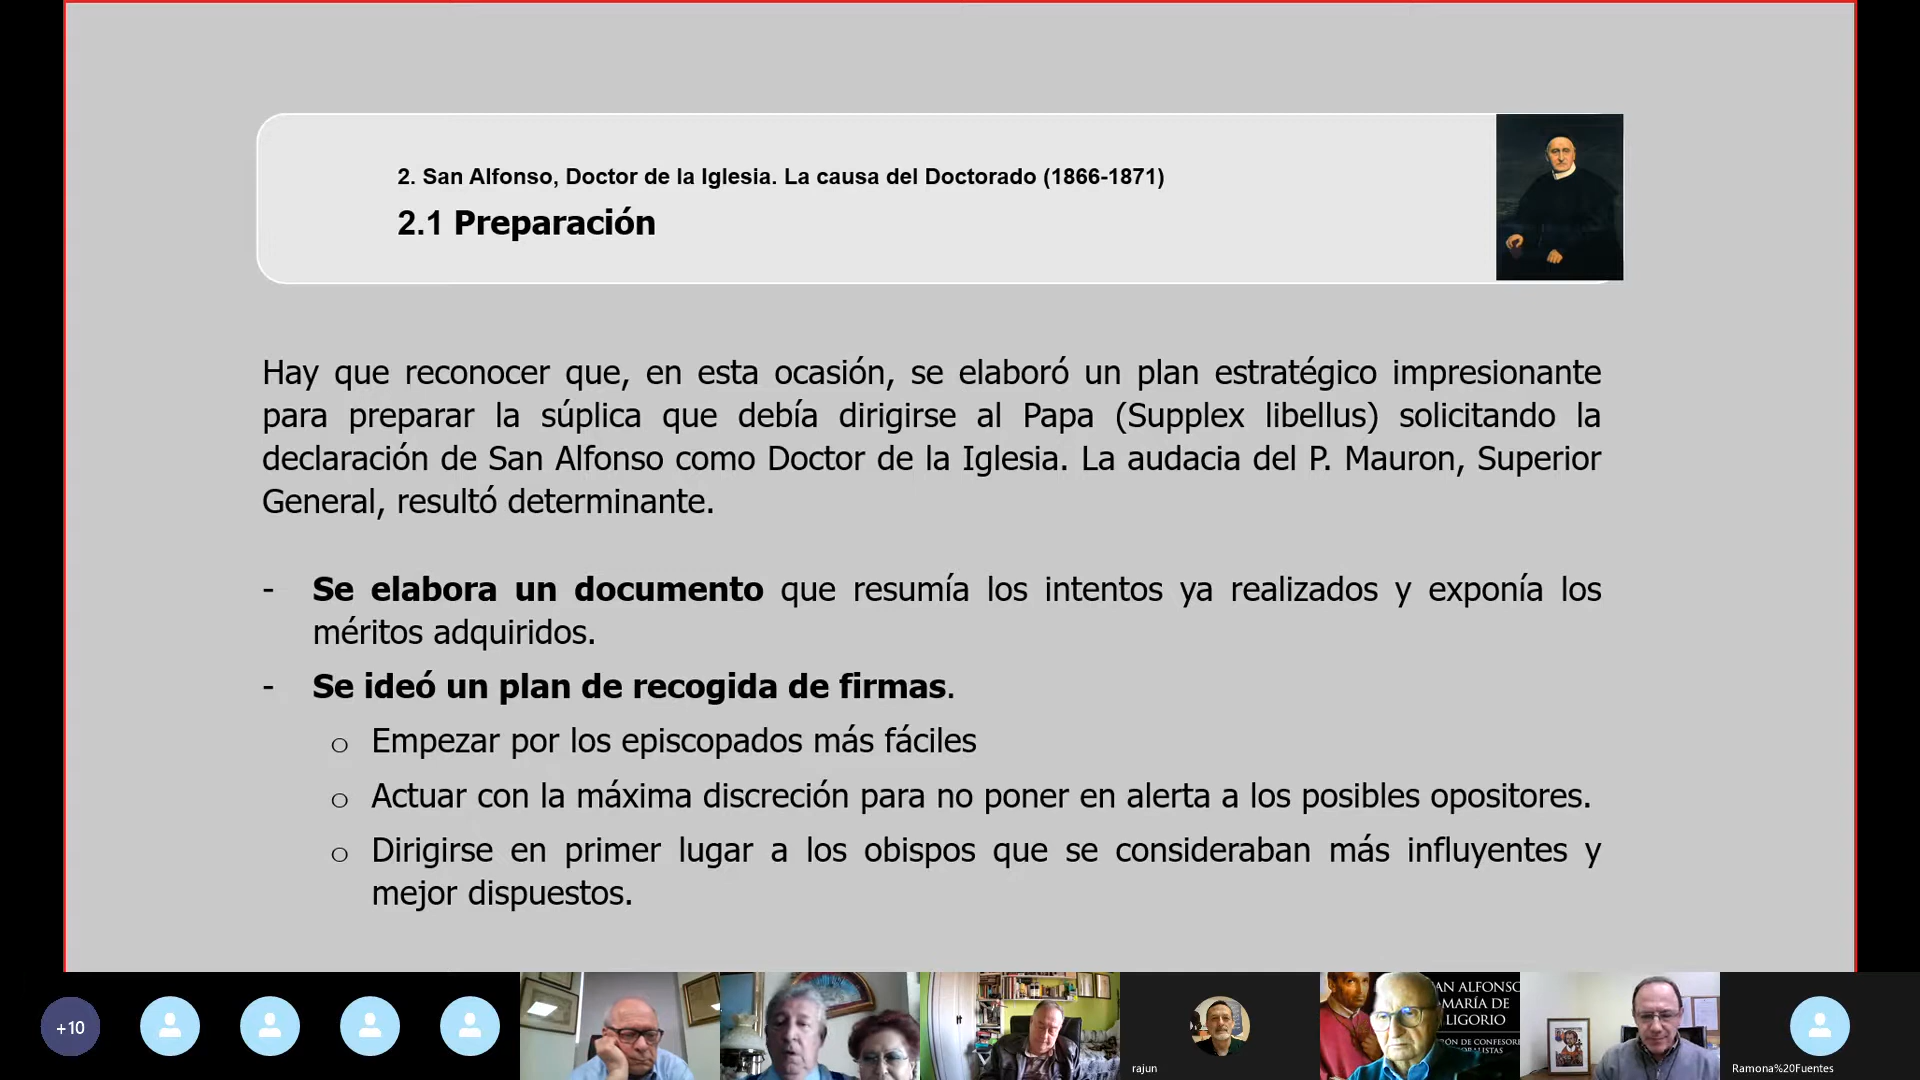 2. San Alfonso, Doctor de la Iglesia. La causa del Doctorado (1866-1871)
2.1 Preparación
Hay que reconocer que, en esta ocasión, se elaboró un plan estratégico impresionante
para preparar la súplica que debía dirigirse al Papa (Supplex libellus) solicitando la
declaración de San Alfonso como Doctor de la Iglesia. La audacia del P. Mauron, Superior
General, resultó determinante.
- Se elabora un documento que resumía los intentos ya realizados y exponía los
méritos adquiridos.
- Se ideó un plan de recogida de firmas.
o Empezar por los episcopados más fáciles
o Actuar con la máxima discreción para no poner en alerta a los posibles opositores.
o Dirigirse en primer lugar a los obispos que se consideraban más influyentes y
mejor dispuestos.
+10
rajun
AN ALFONSO
MARÍA DE
LIGORIO
Ramona%20Fuentes